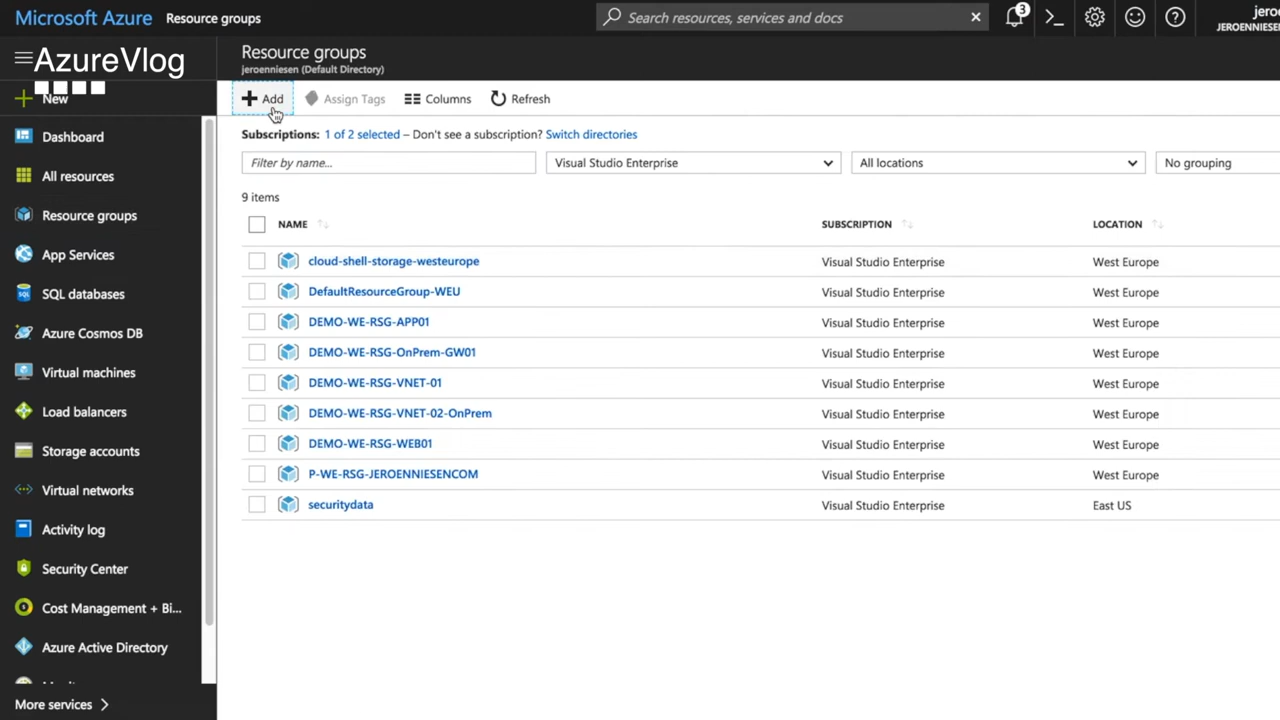 Microsoft Azure Resource groups
Search resources, services and docs
3
jero
JEROENNIESEN
AzureVlog
Resource groups
jeroenniesen (Default Directory)
New
Add
Assign Tags
Columns
Refresh
Dashboard
All resources
Resource groups
App Services
SQL databases
Azure Cosmos DB
Virtual machines
Load balancers
Storage accounts
Virtual networks
Activity log
Security Center
Cost Management + Bi...
Azure Active Directory
More services
Subscriptions: 1 of 2 selected – Don't see a subscription? Switch directories
Filter by name...
Visual Studio Enterprise
All locations
No grouping
9 items
NAME SUBSCRIPTION LOCATION
cloud-shell-storage-westeurope Visual Studio Enterprise West Europe
DefaultResourceGroup-WEU Visual Studio Enterprise West Europe
DEMO-WE-RSG-APP01 Visual Studio Enterprise West Europe
DEMO-WE-RSG-OnPrem-GW01 Visual Studio Enterprise West Europe
DEMO-WE-RSG-VNET-01 Visual Studio Enterprise West Europe
DEMO-WE-RSG-VNET-02-OnPrem Visual Studio Enterprise West Europe
DEMO-WE-RSG-WEB01 Visual Studio Enterprise West Europe
P-WE-RSG-JEROENNIESENCOM Visual Studio Enterprise West Europe
securitydata Visual Studio Enterprise East US